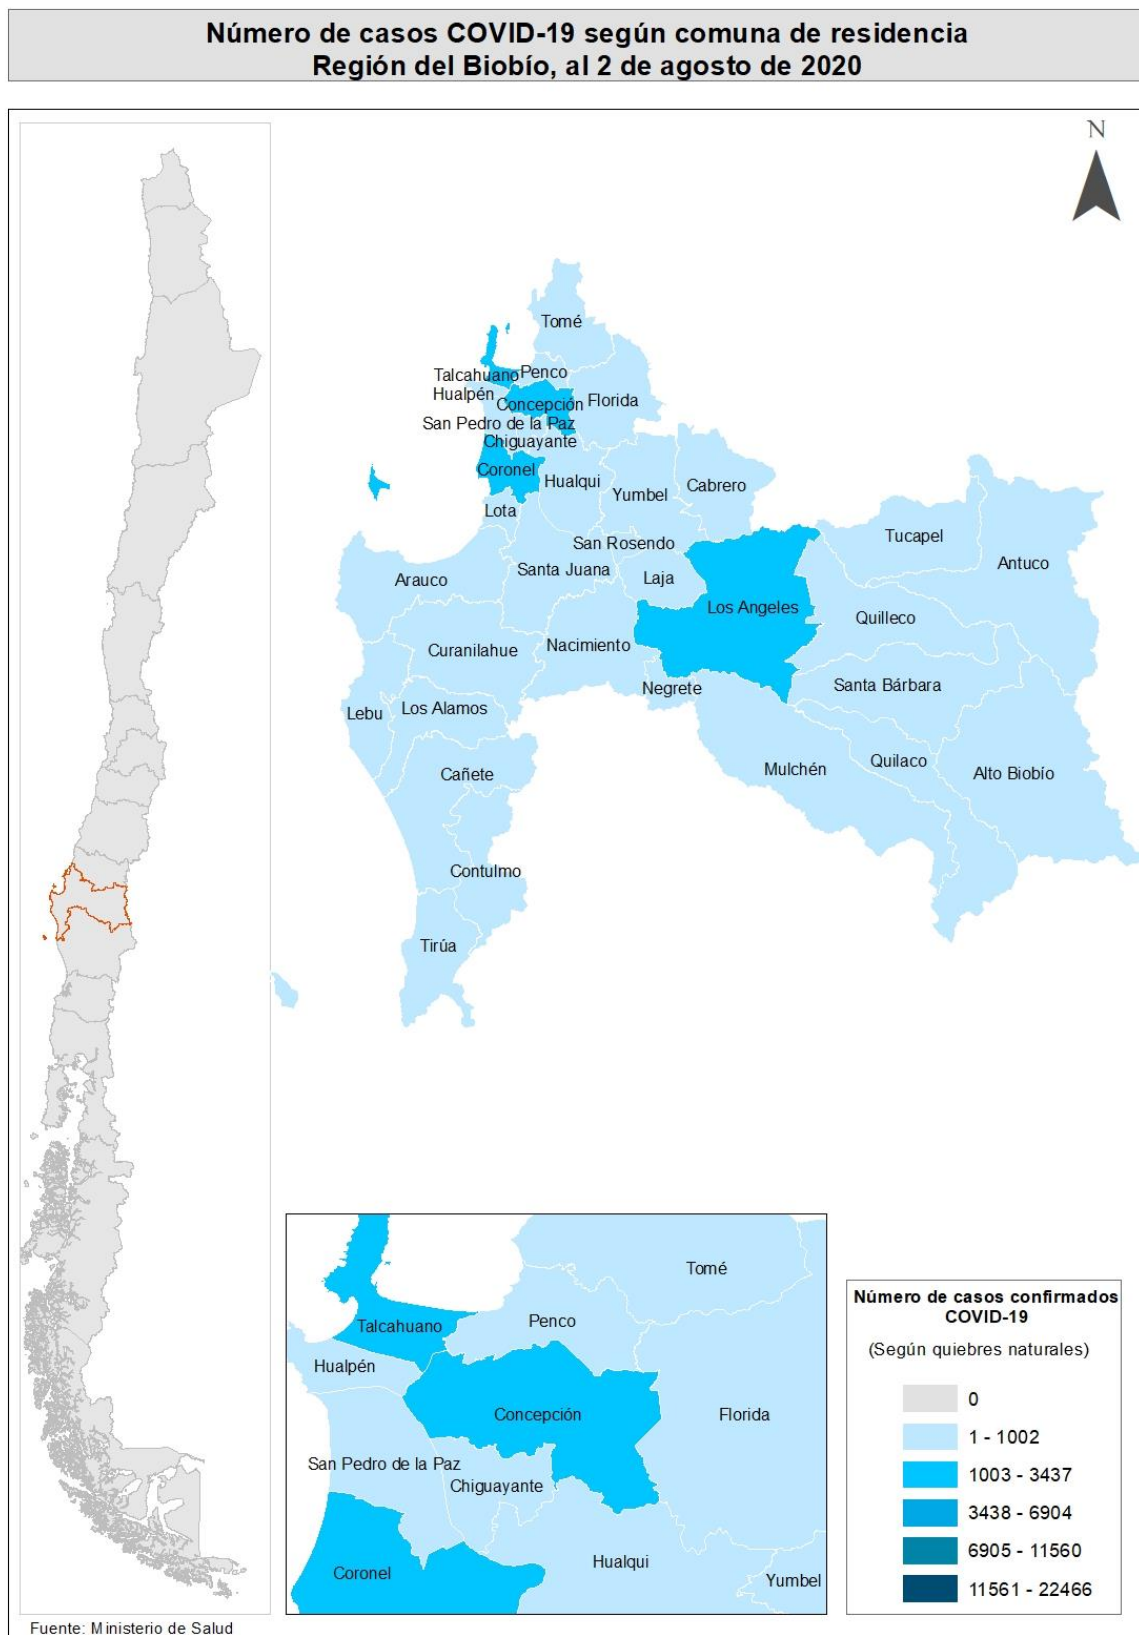 Número de casos COVID-19 según comuna de residencia
Región del Biobío, al 2 de agosto de 2020
N
Tomé
Talcahuano
Penco
Hualpén
Concepción
Florida
San Pedro de la Paz
Chiguayante
Coronel
Hualqui
Yumbel
Cabrero
Lota
San Rosendo
Tucapel
Antuco
Arauco
Santa Juana
Laja
Los Angeles
Quilleco
Curanilahue
Nacimiento
Negrete
Santa Bárbara
Lebu
Los Alamos
Cañete
Mulchén
Quilaco
Alto Biobío
Contulmo
Tirúa
Tomé
Penco
Talcahuano
Hualpén
Concepción
Florida
San Pedro de la Paz
Chiguayante
Hualqui
Coronel
Yumbel
Número de casos confirmados
COVID-19
(Según quiebres naturales)
0
1 - 1002
1003 - 3437
3438 - 6904
6905 - 11560
11561 - 22466
Fuente: Ministerio de Salud